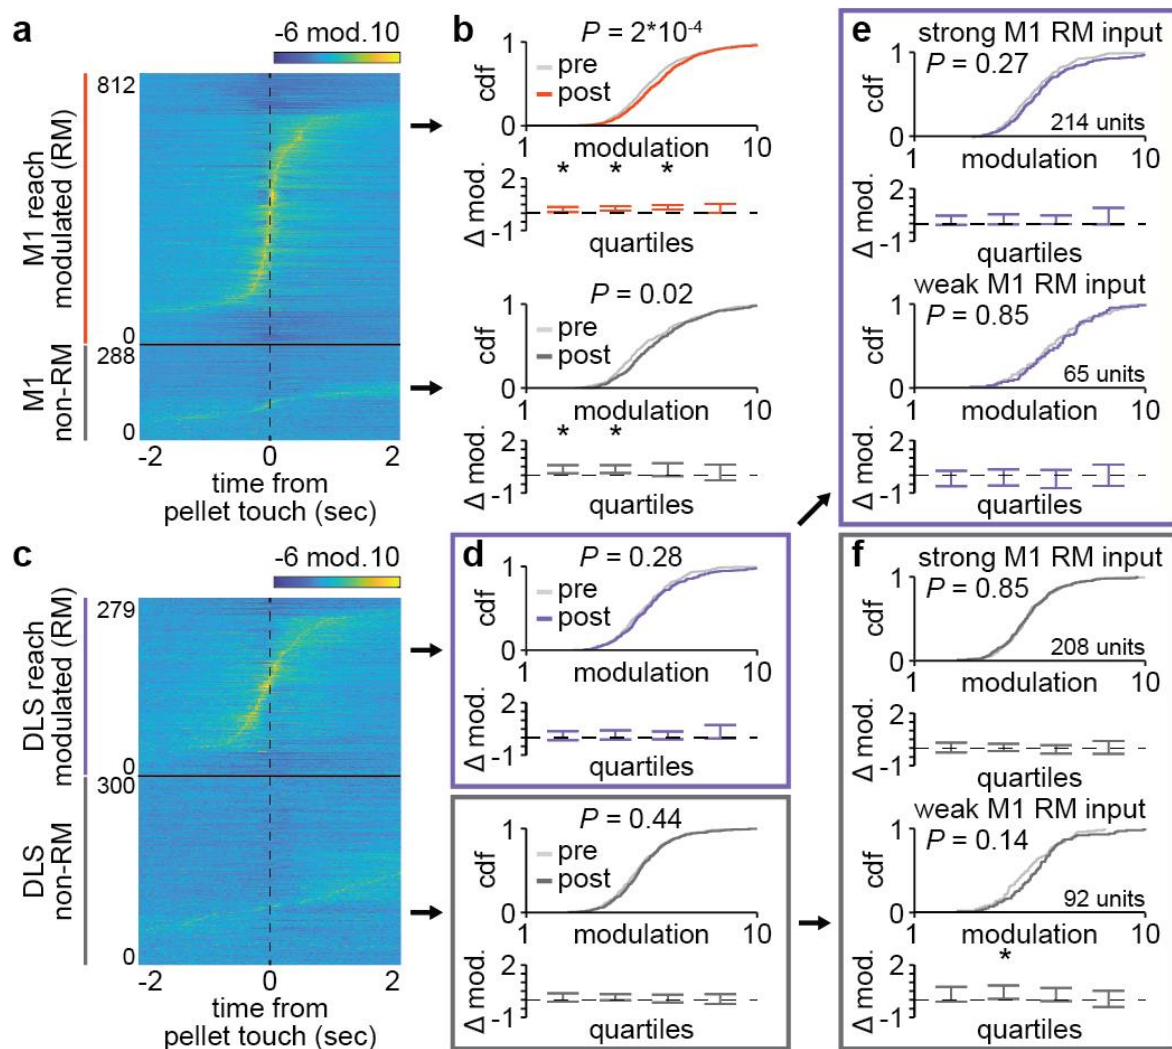 a
-6 mod.10
812
M1 reach
modulated (RM)
0
288
M1
non-RM
0
-2 0 2
time from
pellet touch (sec)
b
P = 2*10-4
1
cdf
pre
post
0
1 modulation 10
* * *
2
Δ mod.
-1
quartiles
P = 0.02
1
cdf
pre
post
0
1 modulation 10
* *
2
Δ mod.
-1
quartiles
c
-6 mod.10
279
DLS reach
modulated (RM)
0
300
DLS
non-RM
0
-2 0 2
time from
pellet touch (sec)
d
P = 0.28
1
cdf
pre
post
0
1 modulation 10
2
Δ mod.
-1
quartiles
P = 0.44
1
cdf
pre
post
0
1 modulation 10
2
Δ mod.
-1
quartiles
e
strong M1 RM input
P = 0.27
1
cdf
214 units
0
1 modulation 10
2
Δ mod.
-1
quartiles
weak M1 RM input
P = 0.85
1
cdf
65 units
0
1 modulation 10
2
Δ mod.
-1
quartiles
f
strong M1 RM input
P = 0.85
1
cdf
208 units
0
1 modulation 10
2
Δ mod.
-1
quartiles
weak M1 RM input
P = 0.14
1
cdf
92 units
0
1 modulation 10
*
2
Δ mod.
-1
quartiles